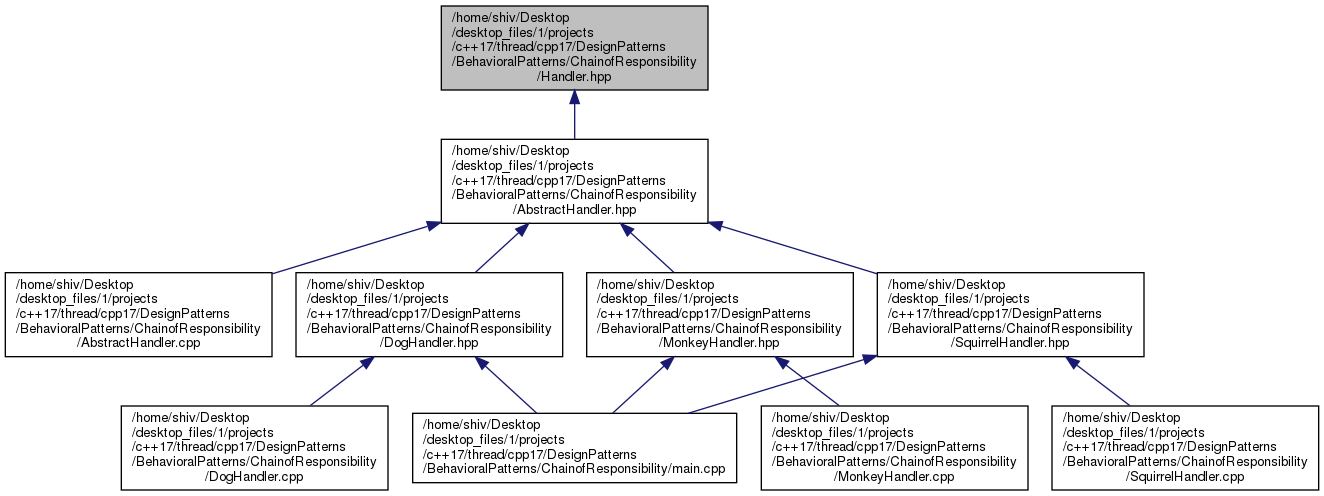 /home/shiv/Desktop
/desktop_files/1/projects
/c++17/thread/cpp17/DesignPatterns
/BehavioralPatterns/ChainofResponsibility
/Handler.hpp
/home/shiv/Desktop
/desktop_files/1/projects
/c++17/thread/cpp17/DesignPatterns
/BehavioralPatterns/ChainofResponsibility
/AbstractHandler.hpp
/home/shiv/Desktop
/desktop_files/1/projects
/c++17/thread/cpp17/DesignPatterns
/BehavioralPatterns/ChainofResponsibility
/AbstractHandler.cpp
/home/shiv/Desktop
/desktop_files/1/projects
/c++17/thread/cpp17/DesignPatterns
/BehavioralPatterns/ChainofResponsibility
/DogHandler.hpp
/home/shiv/Desktop
/desktop_files/1/projects
/c++17/thread/cpp17/DesignPatterns
/BehavioralPatterns/ChainofResponsibility
/MonkeyHandler.hpp
/home/shiv/Desktop
/desktop_files/1/projects
/c++17/thread/cpp17/DesignPatterns
/BehavioralPatterns/ChainofResponsibility
/SquirrelHandler.hpp
/home/shiv/Desktop
/desktop_files/1/projects
/c++17/thread/cpp17/DesignPatterns
/BehavioralPatterns/ChainofResponsibility
/DogHandler.cpp
/home/shiv/Desktop
/desktop_files/1/projects
/c++17/thread/cpp17/DesignPatterns
/BehavioralPatterns/ChainofResponsibility/main.cpp
/home/shiv/Desktop
/desktop_files/1/projects
/c++17/thread/cpp17/DesignPatterns
/BehavioralPatterns/ChainofResponsibility
/MonkeyHandler.cpp
/home/shiv/Desktop
/desktop_files/1/projects
/c++17/thread/cpp17/DesignPatterns
/BehavioralPatterns/ChainofResponsibility
/SquirrelHandler.cpp